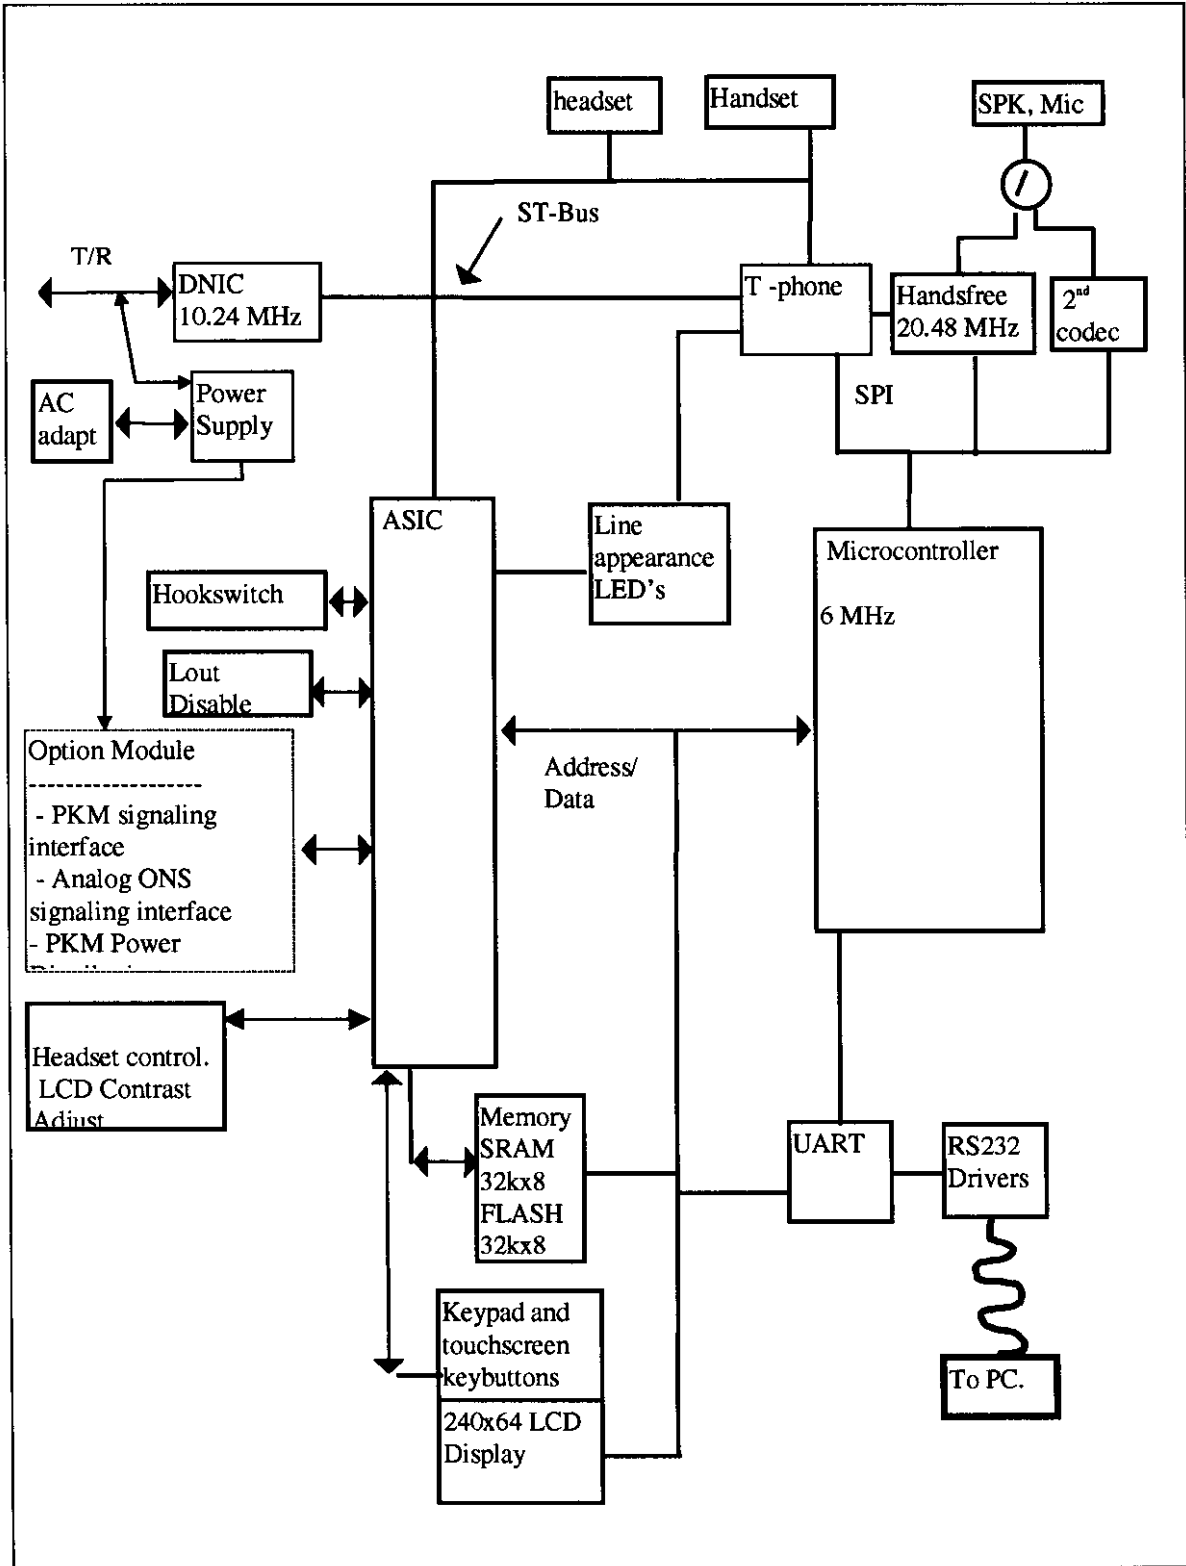 headset
Handset
SPK, Mic
ST-Bus
T/R
DNIC
10.24 MHz
T -phone
Handsfree
20.48 MHz
2nd
codec
SPI
AC
adapt
Power
Supply
ASIC
Line
appearance
LED's
Microcontroller
6 MHz
Hookswitch
Lout
Disable
Option Module
- PKM signaling
interface
- Analog ONS
signaling interface
- PKM Power
Address/
Data
Headset control.
LCD Contrast
Adjust
Memory
SRAM
32kx8
FLASH
32kx8
UART
RS232
Drivers
Keypad and
touchscreen
keybuttons
240x64 LCD
Display
To PC.